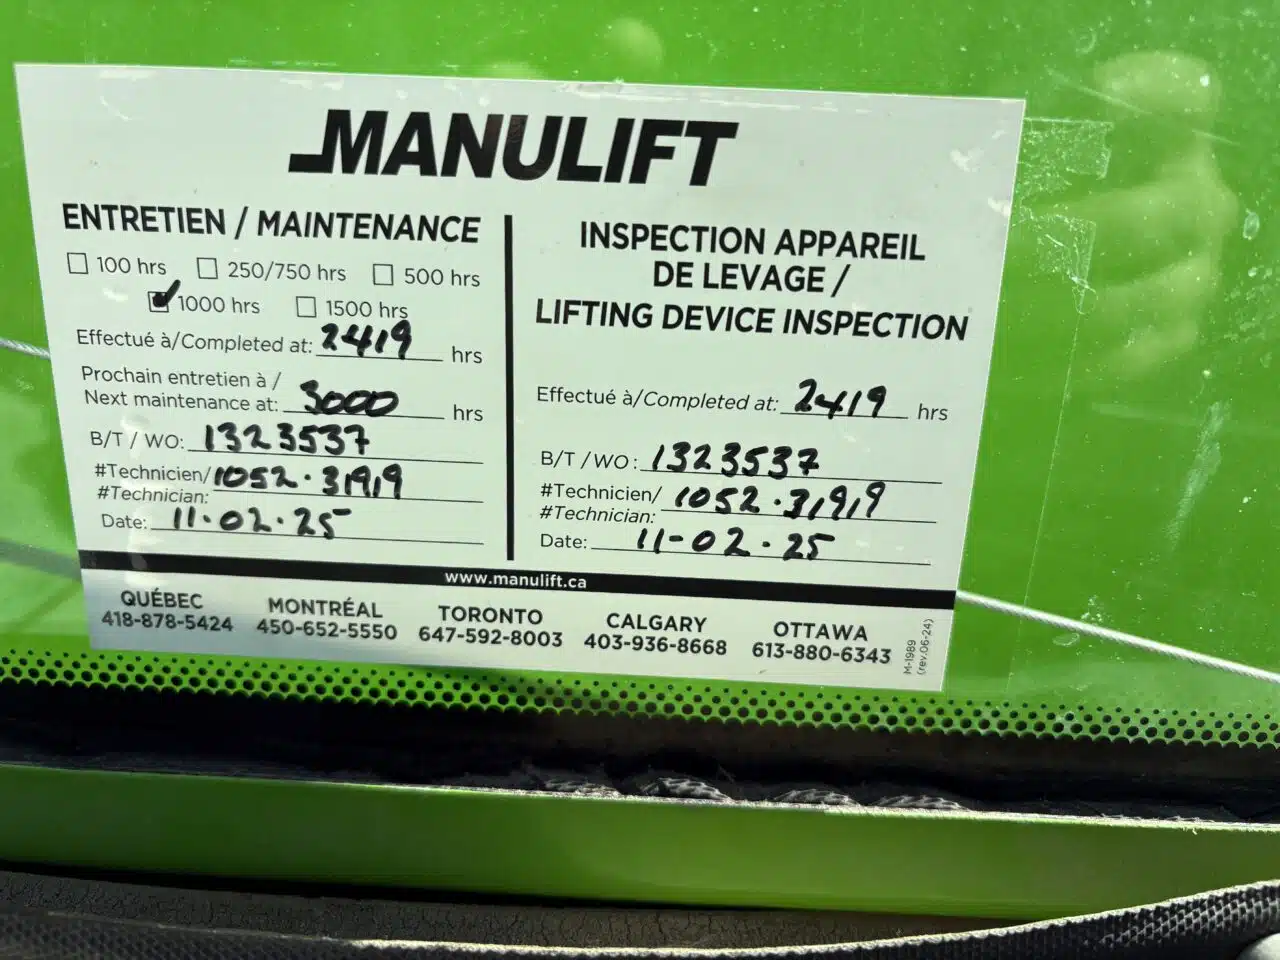 MANULIFT
ENTRETIEN / MAINTENANCE
100 hrs 250/750 hrs 500 hrs
1000 hrs 1500 hrs
Effectué à/Completed at: 2419 hrs
Prochain entretien à /
Next maintenance at: 3000 hrs
B/T / WO: 1323537
#Technicien/ 1052·31919
#Technician:
Date: 11·02·25
INSPECTION APPAREIL
DE LEVAGE /
LIFTING DEVICE INSPECTION
Effectué à/Completed at: 2419 hrs
B/T / WO: 1323537
#Technicien/ 1052·31919
#Technician:
Date: 11-02·25
www.manulift.ca
QUÉBEC MONTRÉAL TORONTO CALGARY OTTAWA
418-878-5424 450-652-5550 647-592-8003 403-936-8668 613-880-6343
M-1989
(rev.06-24)